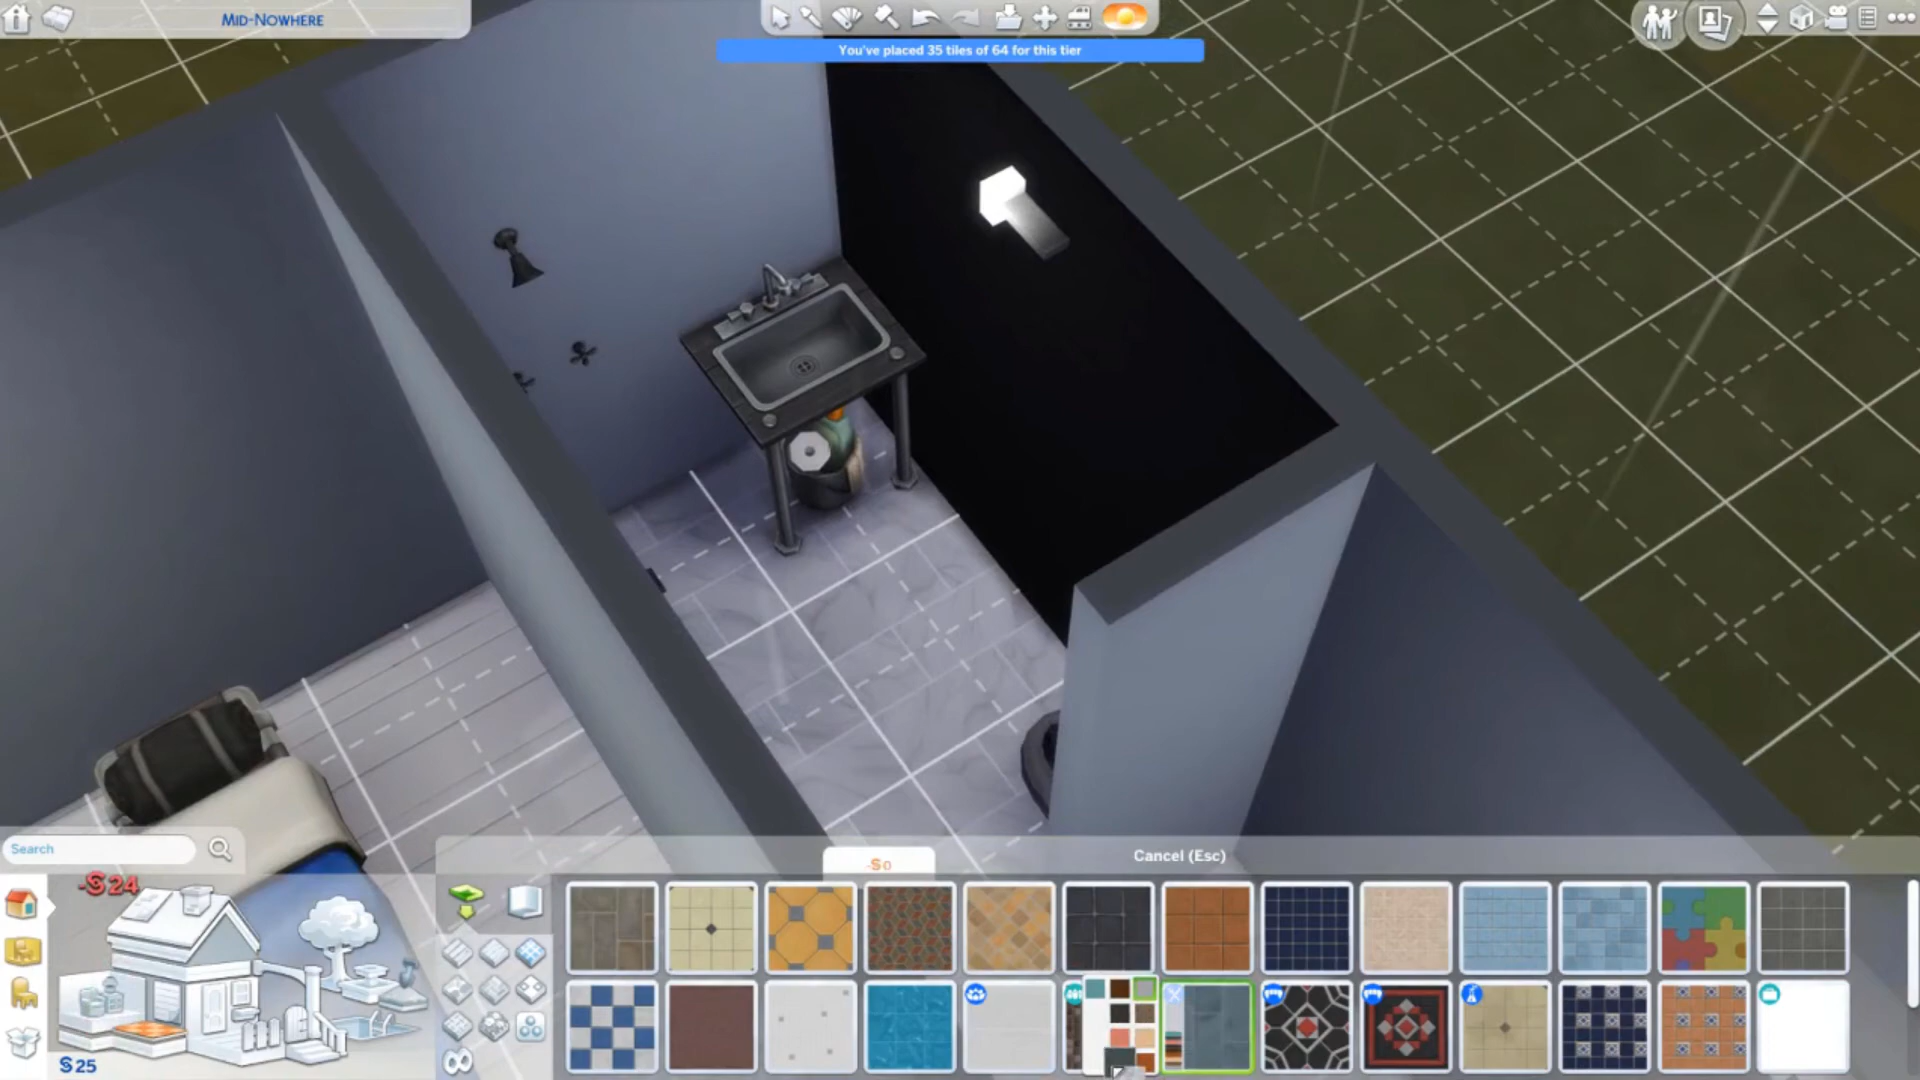 MID-NOWHERE
You've placed 35 tiles of 64 for this tier
Search
Cancel (Esc)
-§0
-§24
§25